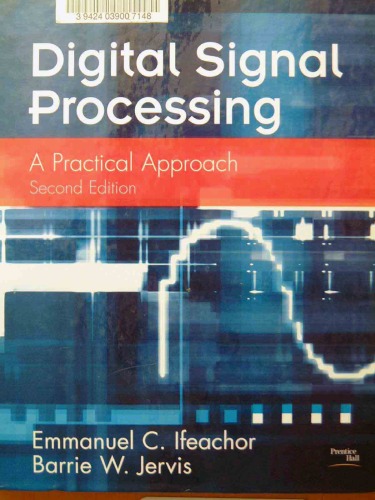 3 9424 03900 7148
Digital Signal
Processing
A Practical Approach
Second Edition
Emmanuel C. Ifeachor
Barrie W. Jervis
Prentice
Hall